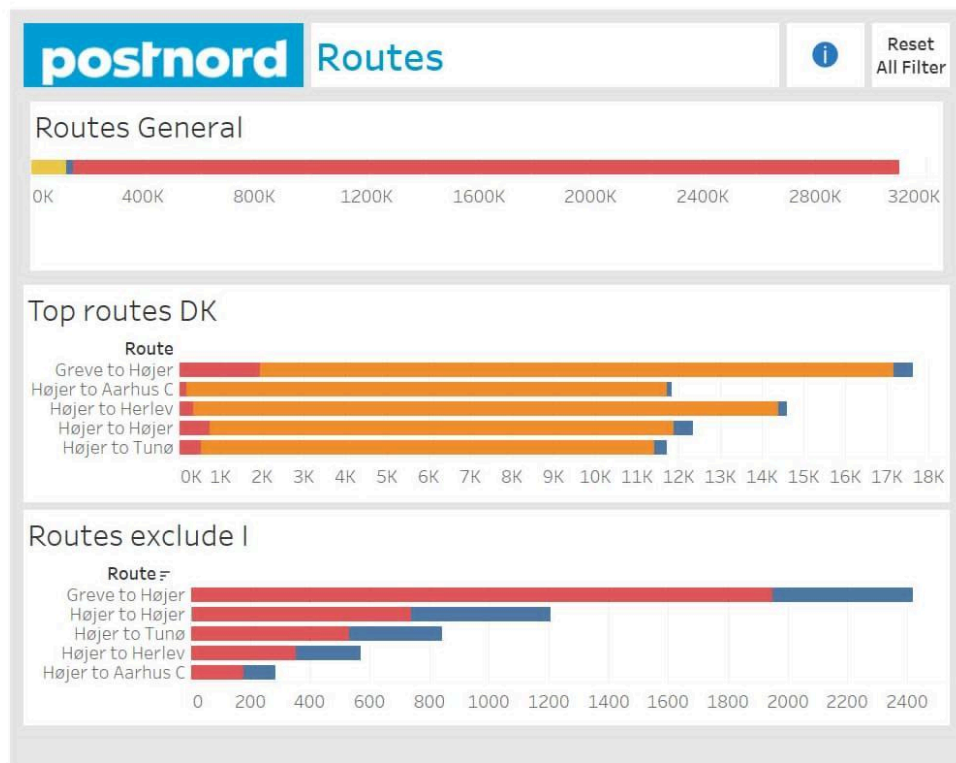 postnord
Routes
Reset
All Filter
Routes General
0K 400K 800K 1200K 1600K 2000K 2400K 2800K 3200K
Top routes DK
Route
Greve to Højer
Højer to Aarhus C
Højer to Herlev
Højer to Højer
Højer to Tunø
0K 1K 2K 3K 4K 5K 6K 7K 8K 9K 10K 11K 12K 13K 14K 15K 16K 17K 18K
Routes exclude I
Route
Greve to Højer
Højer to Højer
Højer to Tunø
Højer to Herlev
Højer to Aarhus C
0 200 400 600 800 1000 1200 1400 1600 1800 2000 2200 2400